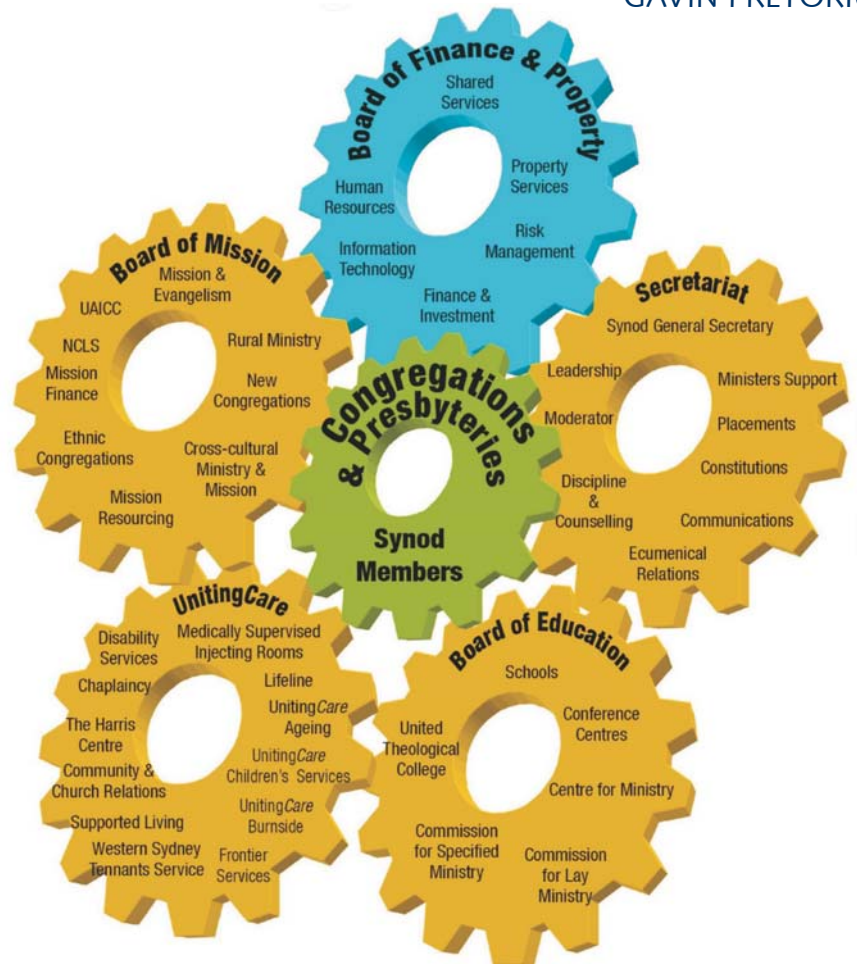 Board of Finance & Property
Shared
Services
Property
Services
Human
Resources
Risk
Management
Information
Technology
Finance &
Investment
Board of Mission
Mission &
Evangelism
UAICC
Rural Ministry
NCLS
Mission
Finance
New
Congregations
Ethnic
Congregations
Cross-cultural
Ministry &
Mission
Mission
Resourcing
Congregations
& Presbyteries
Synod
Members
Secretariat
Synod General Secretary
Leadership
Ministers Support
Moderator
Placements
Constitutions
Discipline
&
Counselling
Communications
Ecumenical
Relations
UnitingCare
Disability
Services
Medically Supervised
Injecting Rooms
Chaplaincy
Lifeline
UnitingCare
Ageing
The Harris
Centre
UnitingCare
Children's Services
Community &
Church Relations
UnitingCare
Burnside
Supported Living
Western Sydney
Tennants Service
Frontier
Services
Board of Education
Schools
Conference
Centres
United
Theological
College
Centre for Ministry
Commission
for Specified
Ministry
Commission
for Lay
Ministry